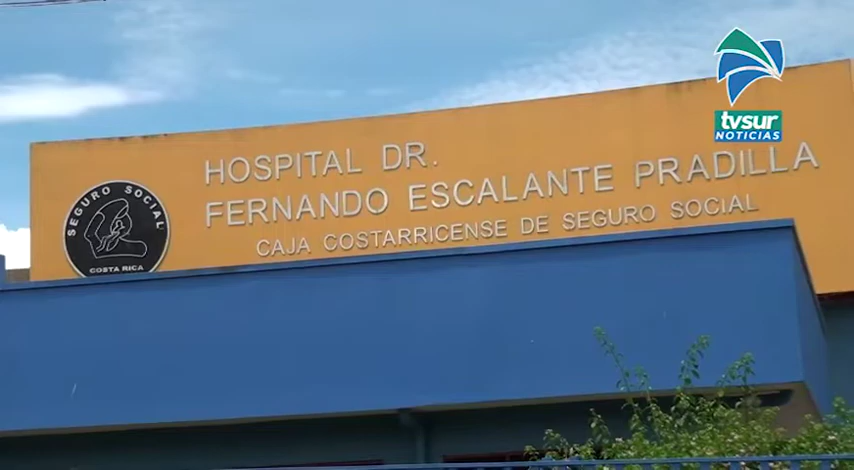 tvsur
NOTICIAS
HOSPITAL DR.
FERNANDO ESCALANTE PRADILLA
CAJA COSTARRICENSE DE SEGURO SOCIAL
SEGURO SOCIAL
COSTA RICA